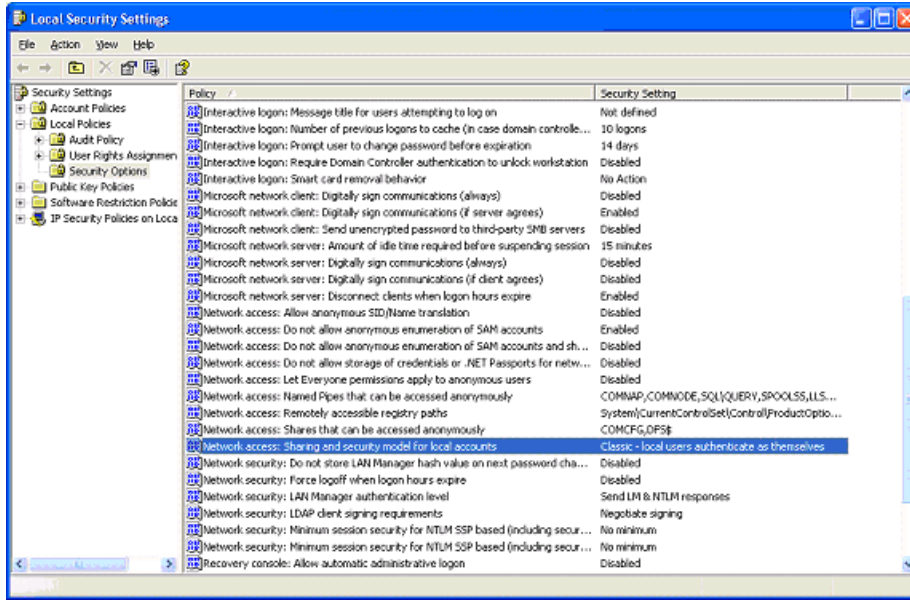 Local Security Settings
File Action View Help
Security Settings
Account Policies
Local Policies
Audit Policy
User Rights Assignmen
Security Options
Public Key Policies
Software Restriction Policie
IP Security Policies on Loca
Policy Security Setting
Interactive logon: Message title for users attempting to log on Not defined
Interactive logon: Number of previous logons to cache (in case domain controlle... 10 logons
Interactive logon: Prompt user to change password before expiration 14 days
Interactive logon: Require Domain Controller authentication to unlock workstation Disabled
Interactive logon: Smart card removal behavior No Action
Microsoft network client: Digitally sign communications (always) Disabled
Microsoft network client: Digitally sign communications (if server agrees) Enabled
Microsoft network client: Send unencrypted password to third-party SMB servers Disabled
Microsoft network server: Amount of idle time required before suspending session 15 minutes
Microsoft network server: Digitally sign communications (always) Disabled
Microsoft network server: Digitally sign communications (if client agrees) Disabled
Microsoft network server: Disconnect clients when logon hours expire Enabled
Network access: Allow anonymous SID/Name translation Disabled
Network access: Do not allow anonymous enumeration of SAM accounts Enabled
Network access: Do not allow anonymous enumeration of SAM accounts and sh... Disabled
Network access: Do not allow storage of credentials or .NET Passports for netw... Disabled
Network access: Let Everyone permissions apply to anonymous users Disabled
Network access: Named Pipes that can be accessed anonymously COMNAP,COMNODE,SQL\QUERY,SPOOLSS,LLS...
Network access: Remotely accessible registry paths System\CurrentControlSet\Control\ProductOptio...
Network access: Shares that can be accessed anonymously COMCFG,DFS$
Network access: Sharing and security model for local accounts Classic - local users authenticate as themselves
Network security: Do not store LAN Manager hash value on next password cha... Disabled
Network security: Force logoff when logon hours expire Disabled
Network security: LAN Manager authentication level Send LM & NTLM responses
Network security: LDAP client signing requirements Negotiate signing
Network security: Minimum session security for NTLM SSP based (including secur... No minimum
Network security: Minimum session security for NTLM SSP based (including secur... No minimum
Recovery console: Allow automatic administrative logon Disabled